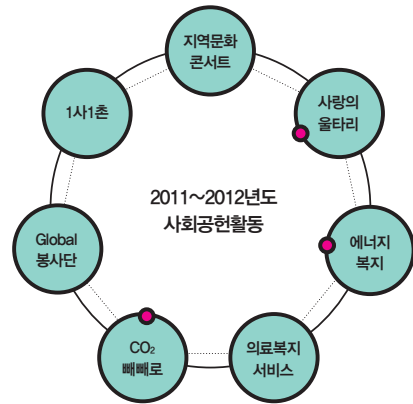 지역문화
콘서트
사랑의
울타리
에너지
복지
의료복지
서비스
CO₂
빼빼로
Global
봉사단
1사1촌
2011~2012년도
사회공헌활동